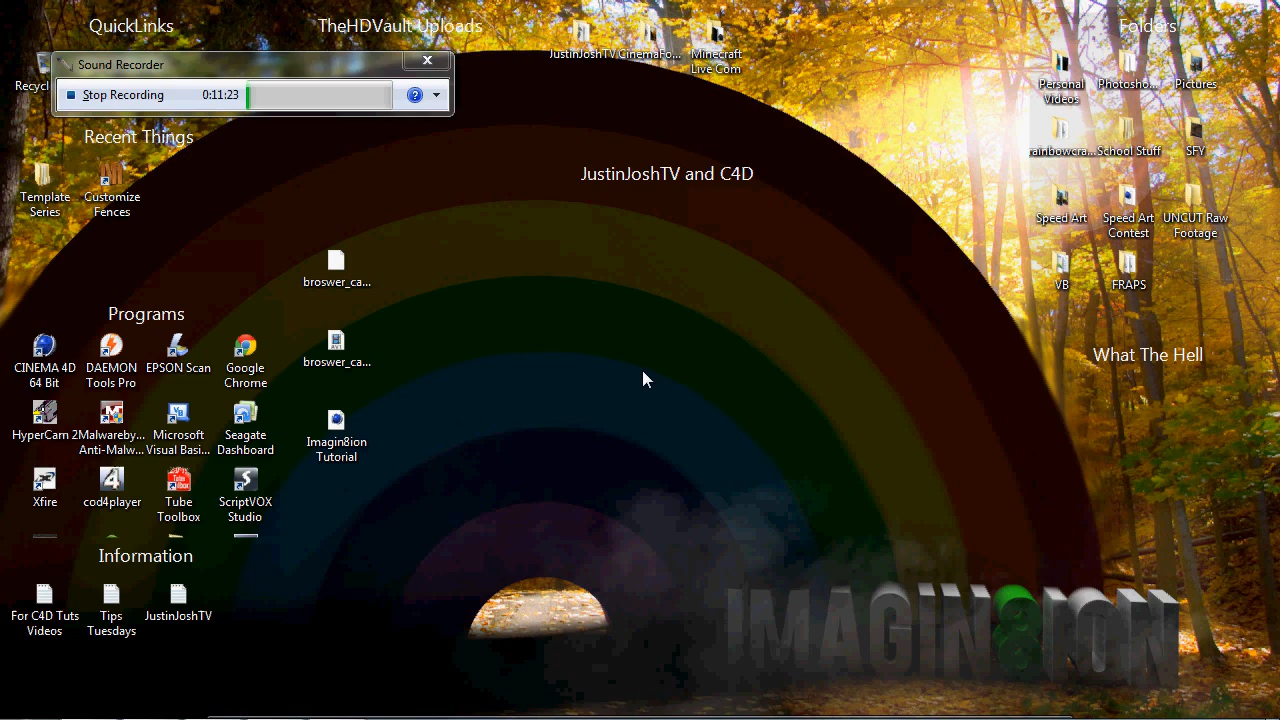 QuickLinks
TheHDVault Uploads
Folders
JustinJoshTV
CinemaFo...
Minecraft
Live Com
Recycl
Sound Recorder
Stop Recording 0:11:23
Personal
Videos
Photosho...
Pictures
Recent Things
Template
Series
Customize
Fences
JustinJoshTV and C4D
rainbowcra...
School Stuff
SFY
Speed Art
Speed Art
Contest
UNCUT Raw
Footage
VB
FRAPS
broswer_ca...
broswer_ca...
Imagin8ion
Tutorial
What The Hell
Programs
CINEMA 4D
64 Bit
DAEMON
Tools Pro
EPSON Scan
Google
Chrome
HyperCam 2
Malwareby...
Anti-Malw...
Microsoft
Visual Basi...
Seagate
Dashboard
Xfire
cod4player
Tube
Toolbox
ScriptVOX
Studio
Information
For C4D Tuts
Videos
Tips
Tuesdays
JustinJoshTV
IMAGIN8ION